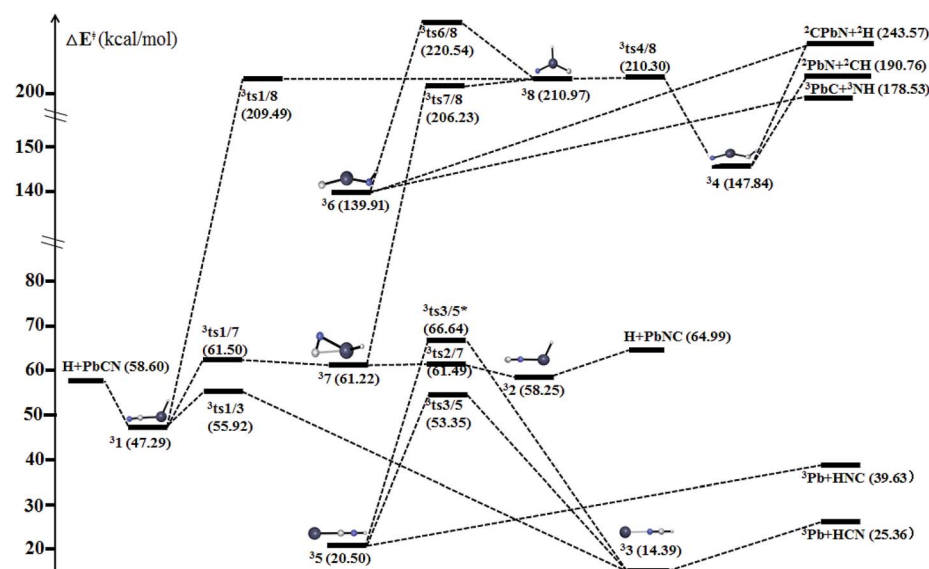 ΔE‡ (kcal/mol)
200
150
140
80
70
60
50
40
30
20
³ts6/8
(220.54)
³ts1/8
(209.49)
³ts7/8
(206.23)
³8 (210.97)
³ts4/8
(210.30)
²CPbN+²H (243.57)
²PbN+²CH (190.76)
³PbC+³NH (178.53)
³6 (139.91)
³4 (147.84)
H+PbCN (58.60)
³1 (47.29)
³ts1/7
(61.50)
³ts1/3
(55.92)
³7 (61.22)
³ts3/5*
(66.64)
³ts2/7
(61.49)
³ts3/5
(53.35)
³2 (58.25)
H+PbNC (64.99)
³5 (20.50)
³3 (14.39)
³Pb+HNC (39.63)
³Pb+HCN (25.36)